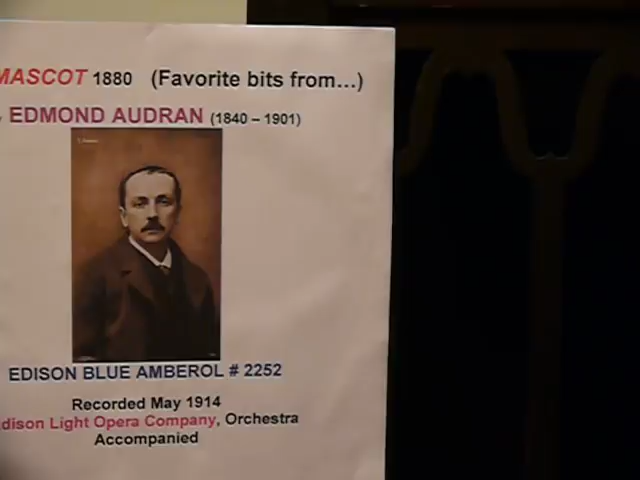 MASCOT 1880 (Favorite bits from...)
EDMOND AUDRAN (1840 – 1901)
EDISON BLUE AMBEROL # 2252
Recorded May 1914
dison Light Opera Company, Orchestra
Accompanied